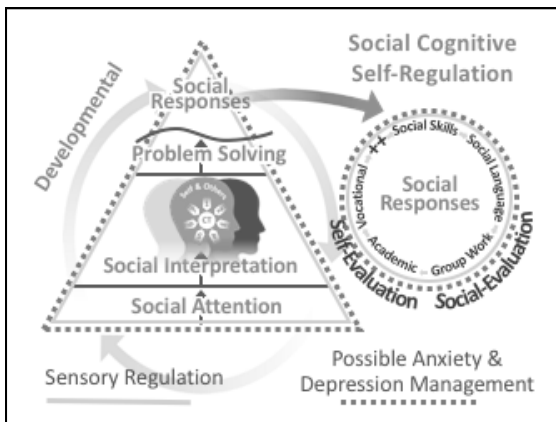 Social Cognitive
Self-Regulation
Developmental
Social
Responses
Problem Solving
Self & Others
CT
Social Interpretation
Social Attention
++ Social Skills – Social Language
Vocational
Academic – Group Work
Social
Responses
Self-Evaluation
Social-Evaluation
Sensory Regulation
Possible Anxiety &
Depression Management